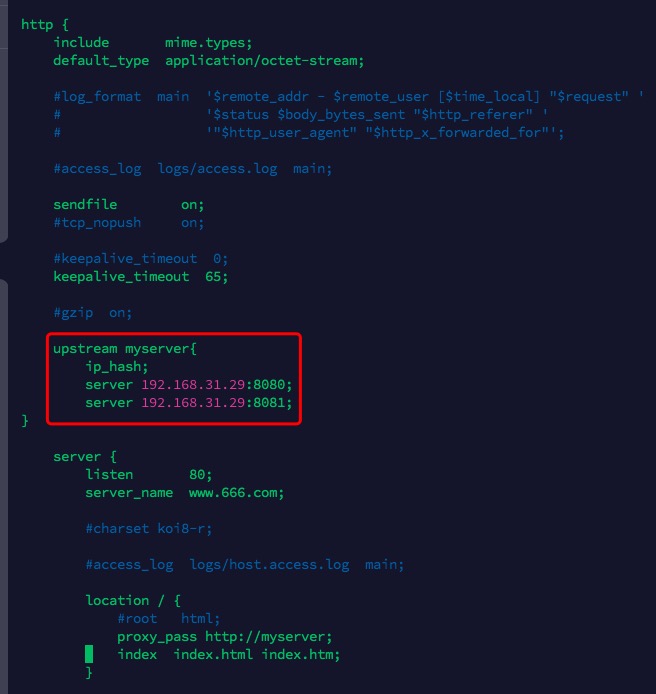 http {
    include       mime.types;
    default_type  application/octet-stream;
    #log_format  main  '$remote_addr - $remote_user [$time_local] "$request" '
    #                  '$status $body_bytes_sent "$http_referer" '
    #                  '"$http_user_agent" "$http_x_forwarded_for"';
    #access_log  logs/access.log  main;
    sendfile        on;
    #tcp_nopush     on;
    #keepalive_timeout  0;
    keepalive_timeout  65;
    #gzip  on;
    upstream myserver{
        ip_hash;
        server 192.168.31.29:8080;
        server 192.168.31.29:8081;
}
    server {
        listen       80;
        server_name  www.666.com;
        #charset koi8-r;
        #access_log  logs/host.access.log  main;
        location / {
            #root   html;
            proxy_pass http://myserver;
            index  index.html index.htm;
        }